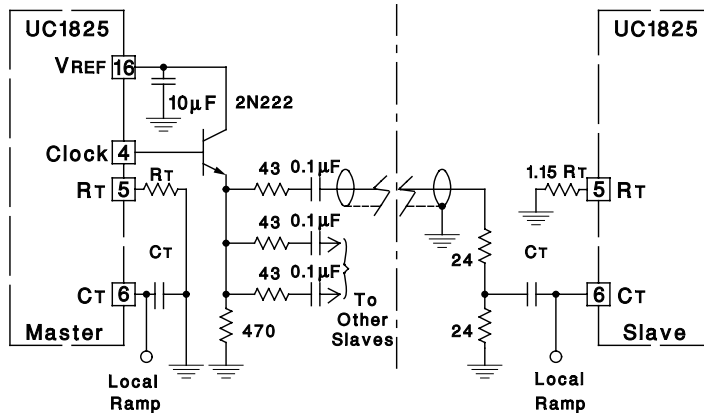 UC1825
VREF 16
10µF
2N222
Clock 4
RT 5
RT
43
0.1µF
43
0.1µF
43
0.1µF
CT
CT 6
470
To
Other
Slaves
Master
Local
Ramp
UC1825
1.15 RT
5 RT
24
CT
6 CT
24
Slave
Local
Ramp